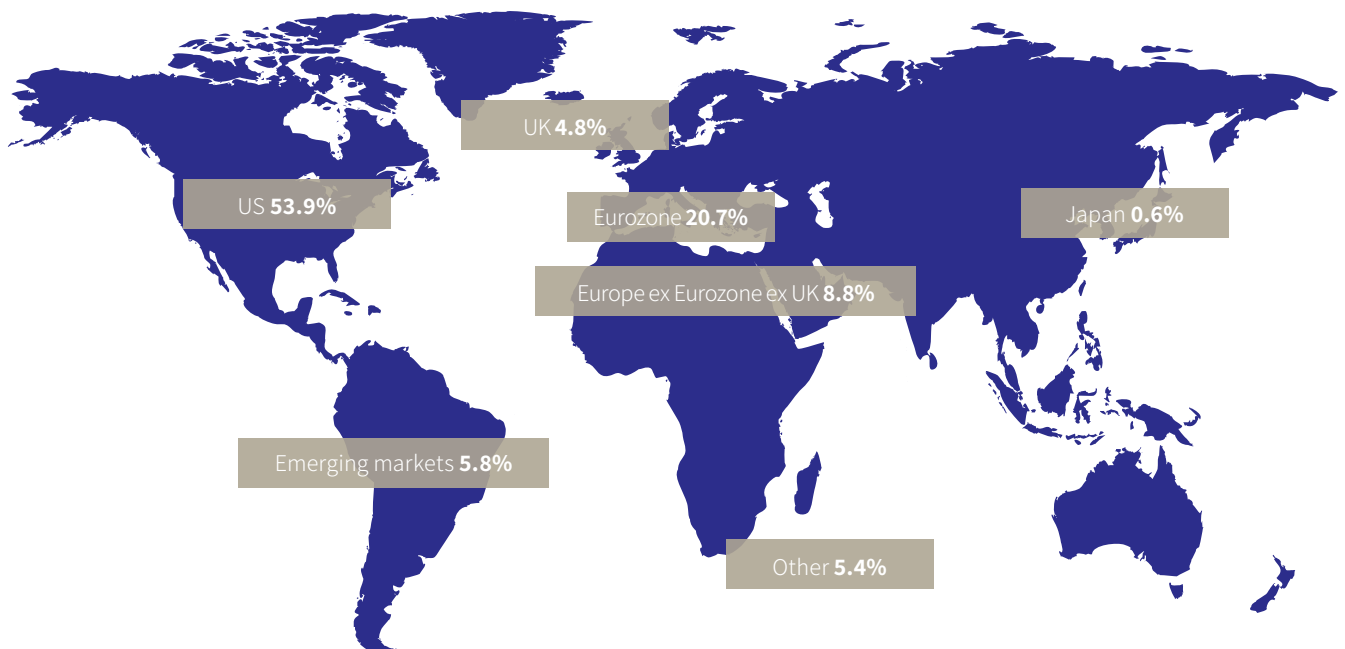 UK 4.8%
US 53.9%
Eurozone 20.7%
Japan 0.6%
Europe ex Eurozone ex UK 8.8%
Emerging markets 5.8%
Other 5.4%